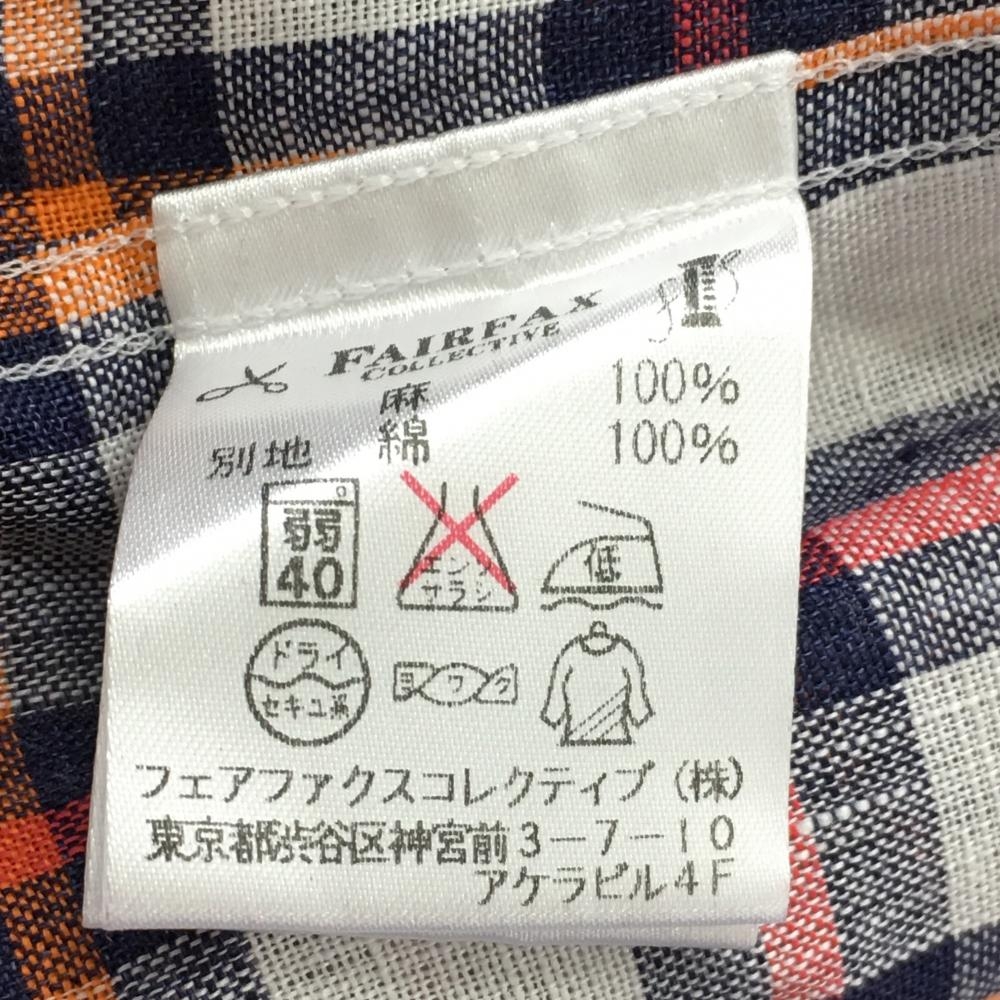 FAIRFAX
COLLECTIVE
麻 100%
別地 綿 100%
弱
40
エンソ
サラシ
低
ドライ
セキユ系
ヨワク
フェアファクスコレクティブ(株)
東京都渋谷区神宮前3-7-10
アケラビル4F